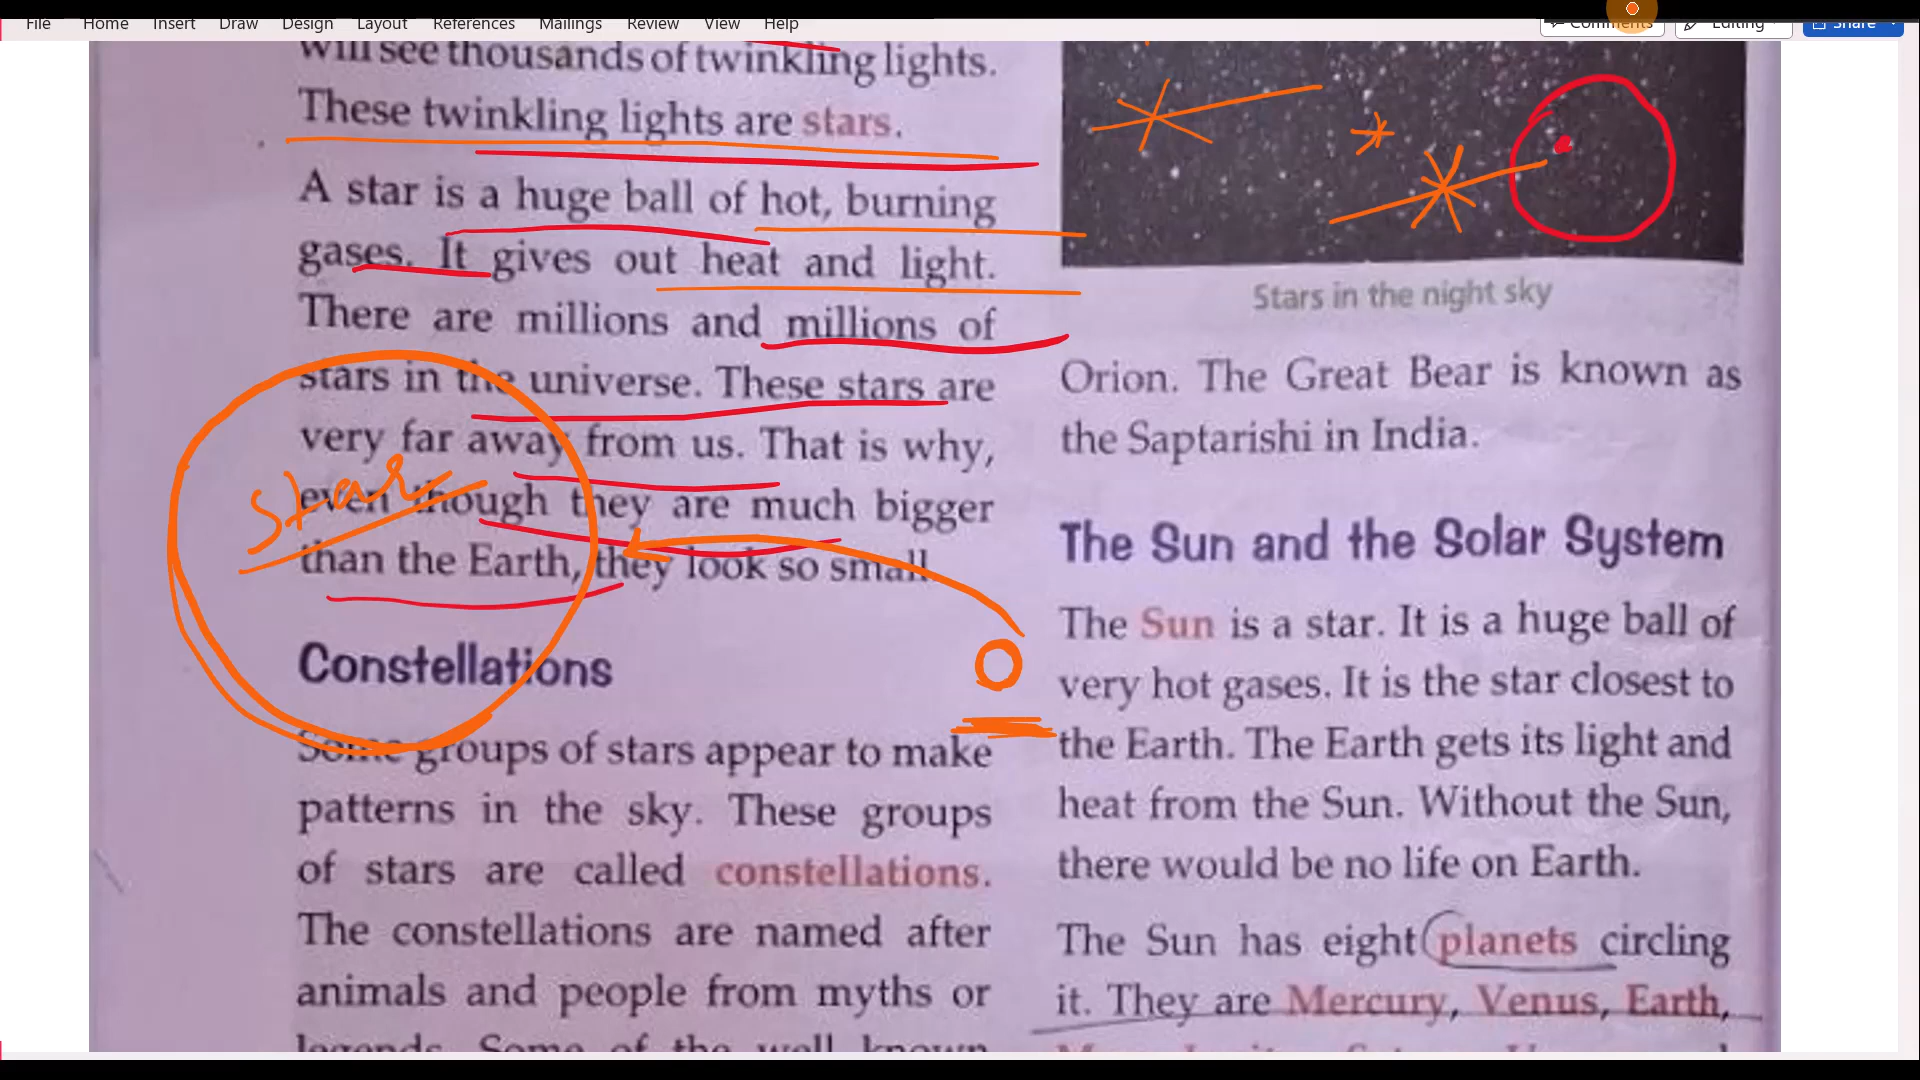 File Home Insert Draw Design Layout References Mailings Review View Help Comments Editing Share
will see thousands of twinkling lights.
These twinkling lights are stars.
A star is a huge ball of hot, burning
gases. It gives out heat and light.
There are millions and millions of
stars in the universe. These stars are
very far away from us. That is why,
even though they are much bigger
than the Earth, they look so small.
Star
Constellations
Some groups of stars appear to make
patterns in the sky. These groups
of stars are called constellations.
The constellations are named after
animals and people from myths or
legends. Some of the well known
Stars in the night sky
Orion. The Great Bear is known as
the Saptarishi in India.
The Sun and the Solar System
The Sun is a star. It is a huge ball of
very hot gases. It is the star closest to
the Earth. The Earth gets its light and
heat from the Sun. Without the Sun,
there would be no life on Earth.
The Sun has eight planets circling
it. They are Mercury, Venus, Earth,